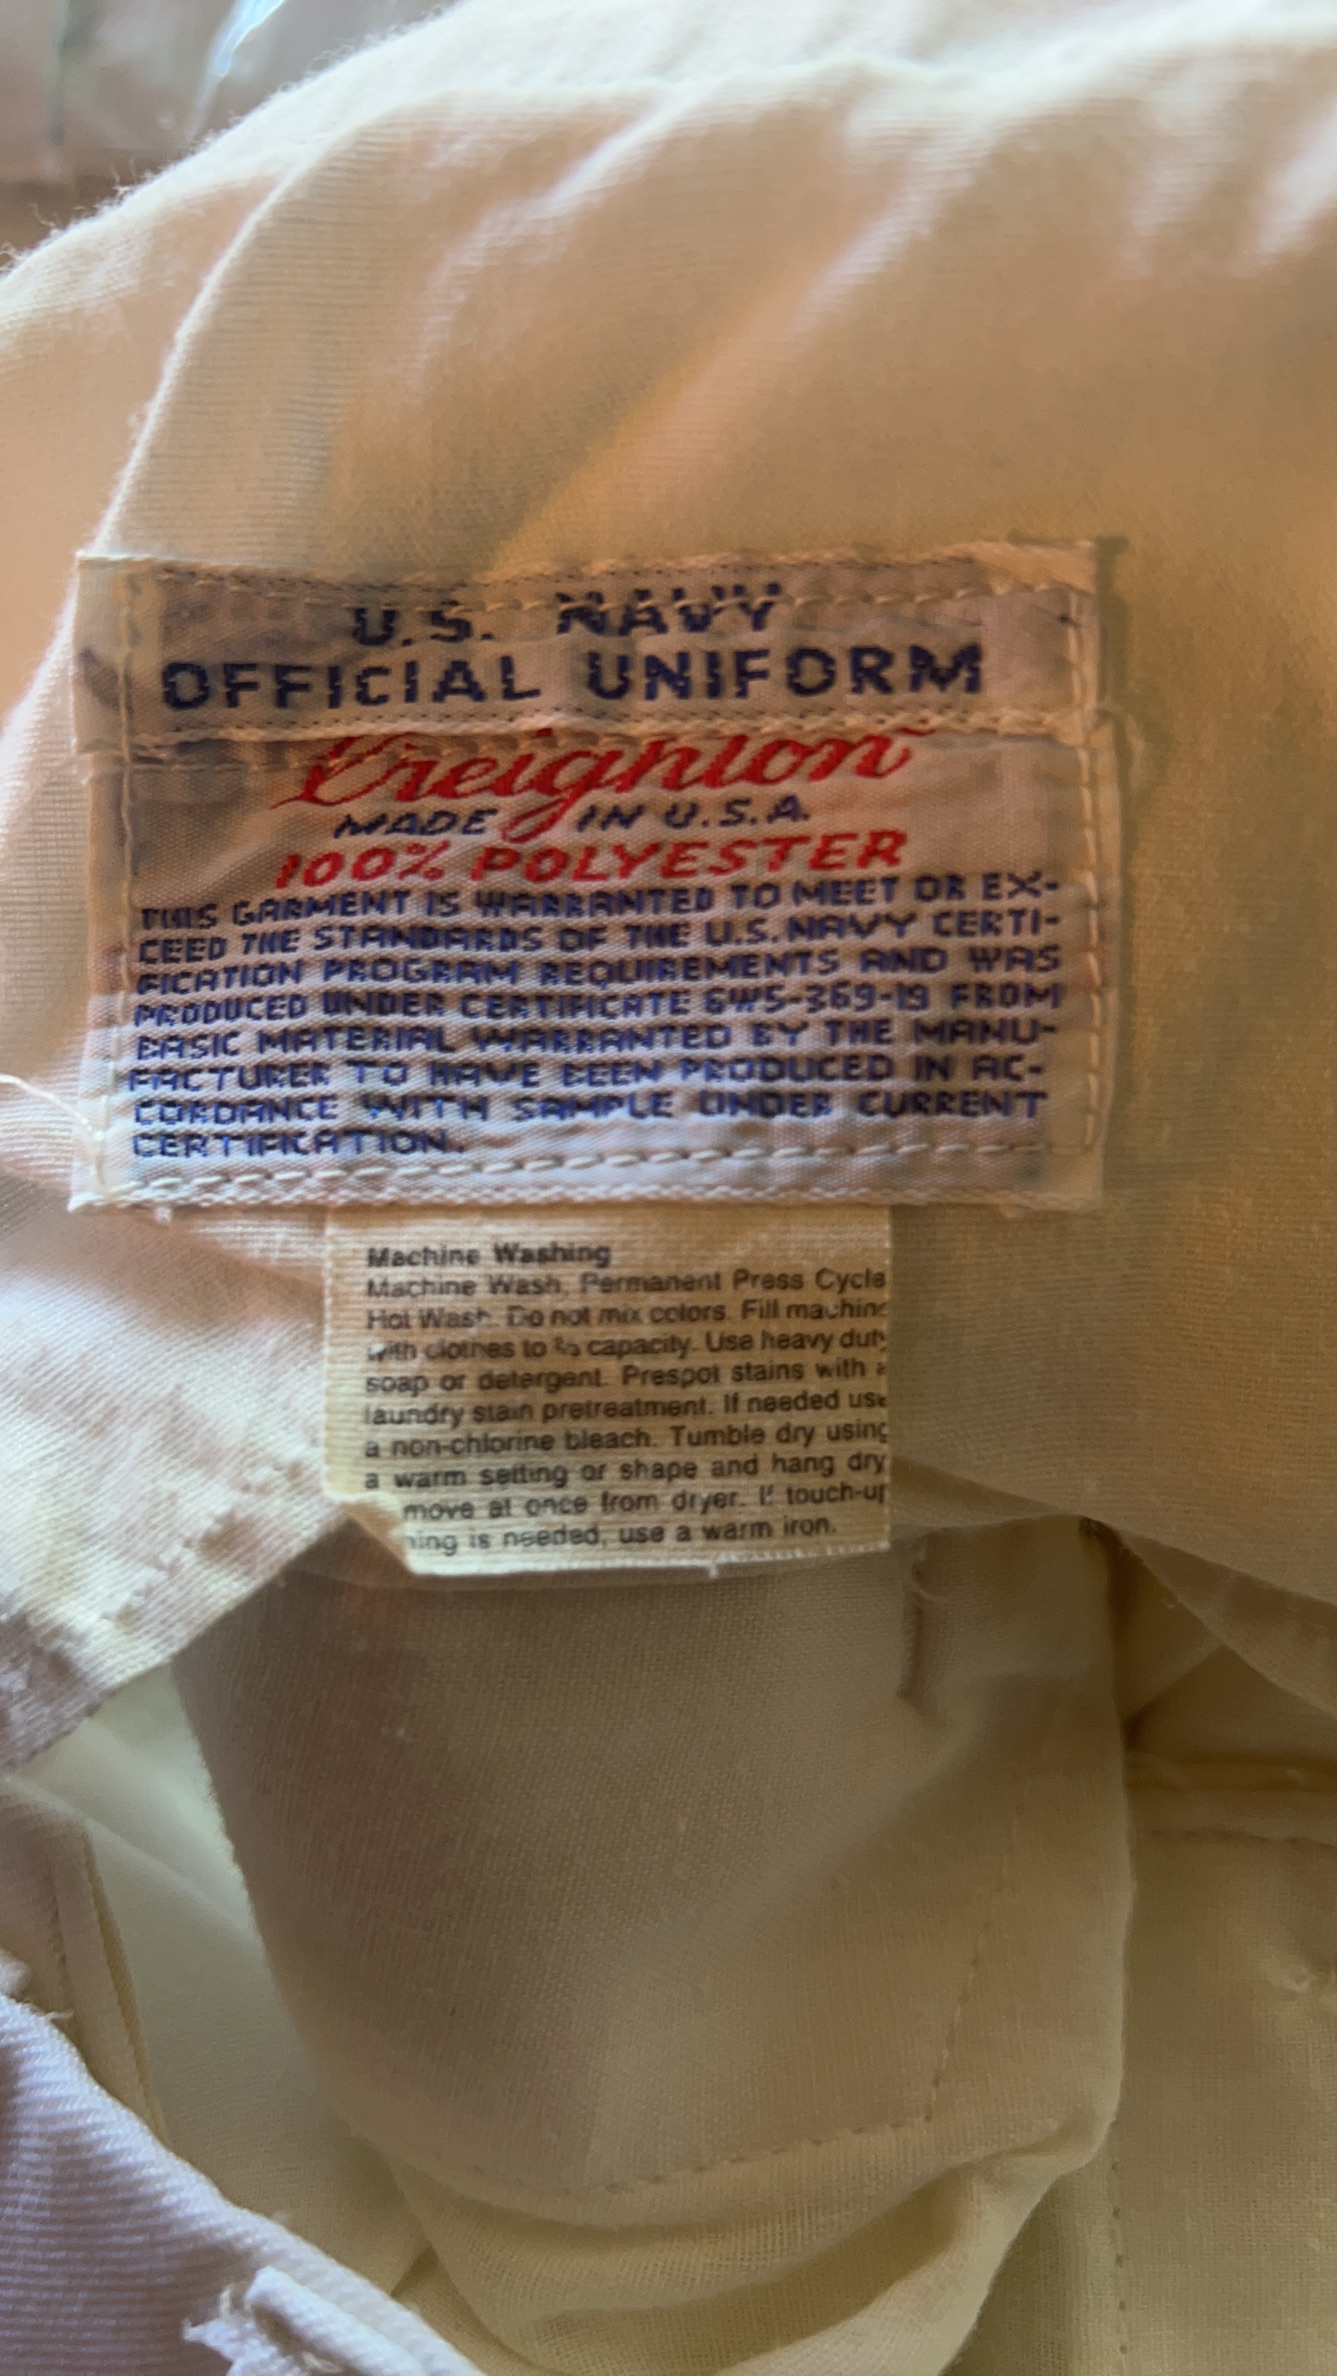 U.S. NAVY
OFFICIAL UNIFORM
Creighton
MADE IN U.S.A.
100% POLYESTER
THIS GARMENT IS WARRANTED TO MEET OR EX-
CEED THE STANDARDS OF THE U.S. NAVY CERTI-
FICATION PROGRAM REQUIREMENTS AND WAS
PRODUCED UNDER CERTIFICATE 6W5-369-19 FROM
BASIC MATERIAL WARRANTED BY THE MANU-
FACTURER TO HAVE BEEN PRODUCED IN AC-
CORDANCE WITH SAMPLE UNDER CURRENT
CERTIFICATION.
Machine Washing
Machine Wash, Permanent Press Cycle
Hot Wash. Do not mix colors. Fill machine
with clothes to ⅔ capacity. Use heavy duty
soap or detergent. Prespot stains with a
laundry stain pretreatment. If needed use
a non-chlorine bleach. Tumble dry using
a warm setting or shape and hang dry
move at once from dryer. If touch-up
ning is needed, use a warm iron.